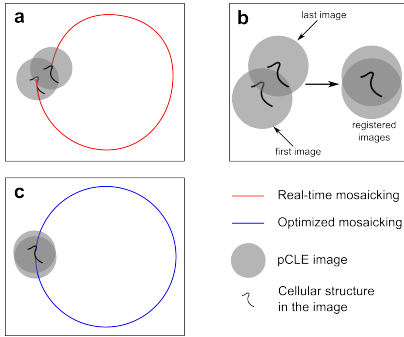 a
b
last image
first image
registered
images
c
Real-time mosaicking
Optimized mosaicking
pCLE image
Cellular structure
in the image